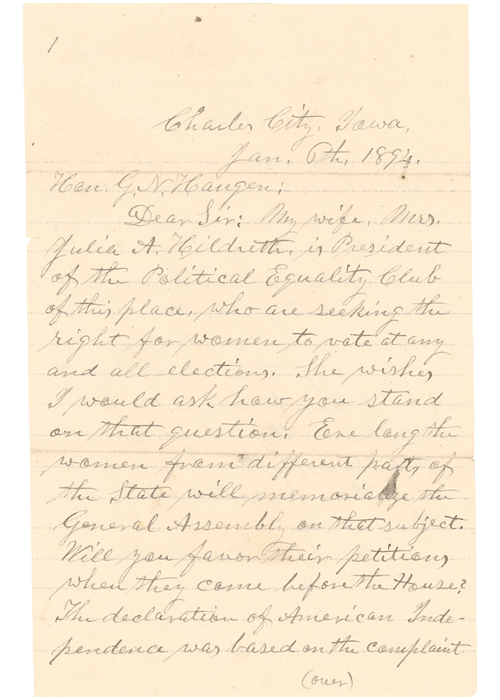 1
Charles City, Iowa,
Jan. 6th, 1894.
Hon. G. N. Haugen;
Dear Sir: My wife, Mrs.
Julia A. Hildreth, is President
of the Political Equality Club
of this place, who are seeking the
right for women to vote at any
and all elections. She wishes
I would ask how you stand
on that question. Ere long the
women from different parts of
the State will memorialize the
General Assembly on that subject.
Will you favor their petitions
when they come before the House?
The declaration of American Inde-
pendence was based on the complaint
(over)